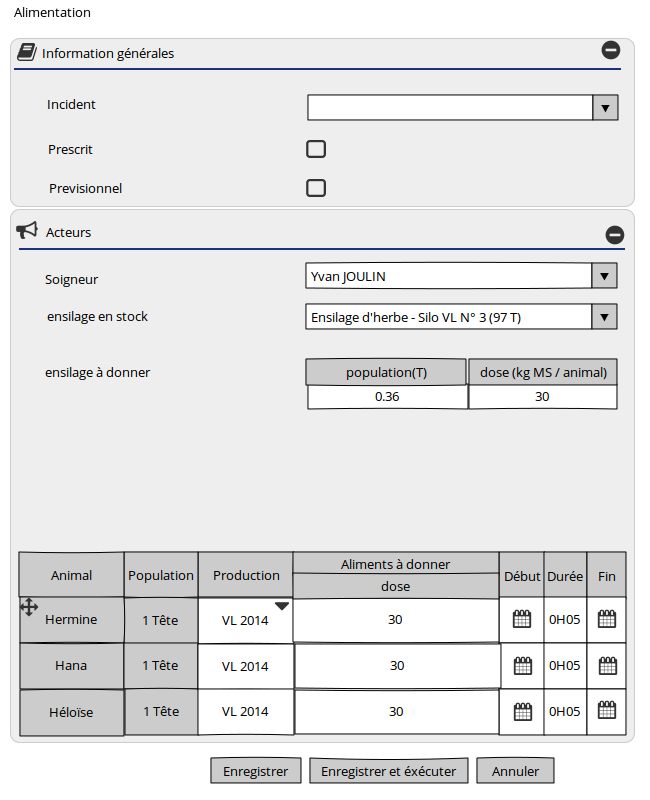 Alimentation
Information générales
Incident
Prescrit
Previsionnel
Acteurs
Soigneur Yvan JOULIN
ensilage en stock Ensilage d'herbe - Silo VL N° 3 (97 T)
ensilage à donner population(T) dose (kg MS / animal)
0.36 30
Animal Population Production Aliments à donner Début Durée Fin
dose
Hermine 1 Tête VL 2014 30 0H05
Hana 1 Tête VL 2014 30 0H05
Héloïse 1 Tête VL 2014 30 0H05
Enregistrer Enregistrer et éxécuter Annuler